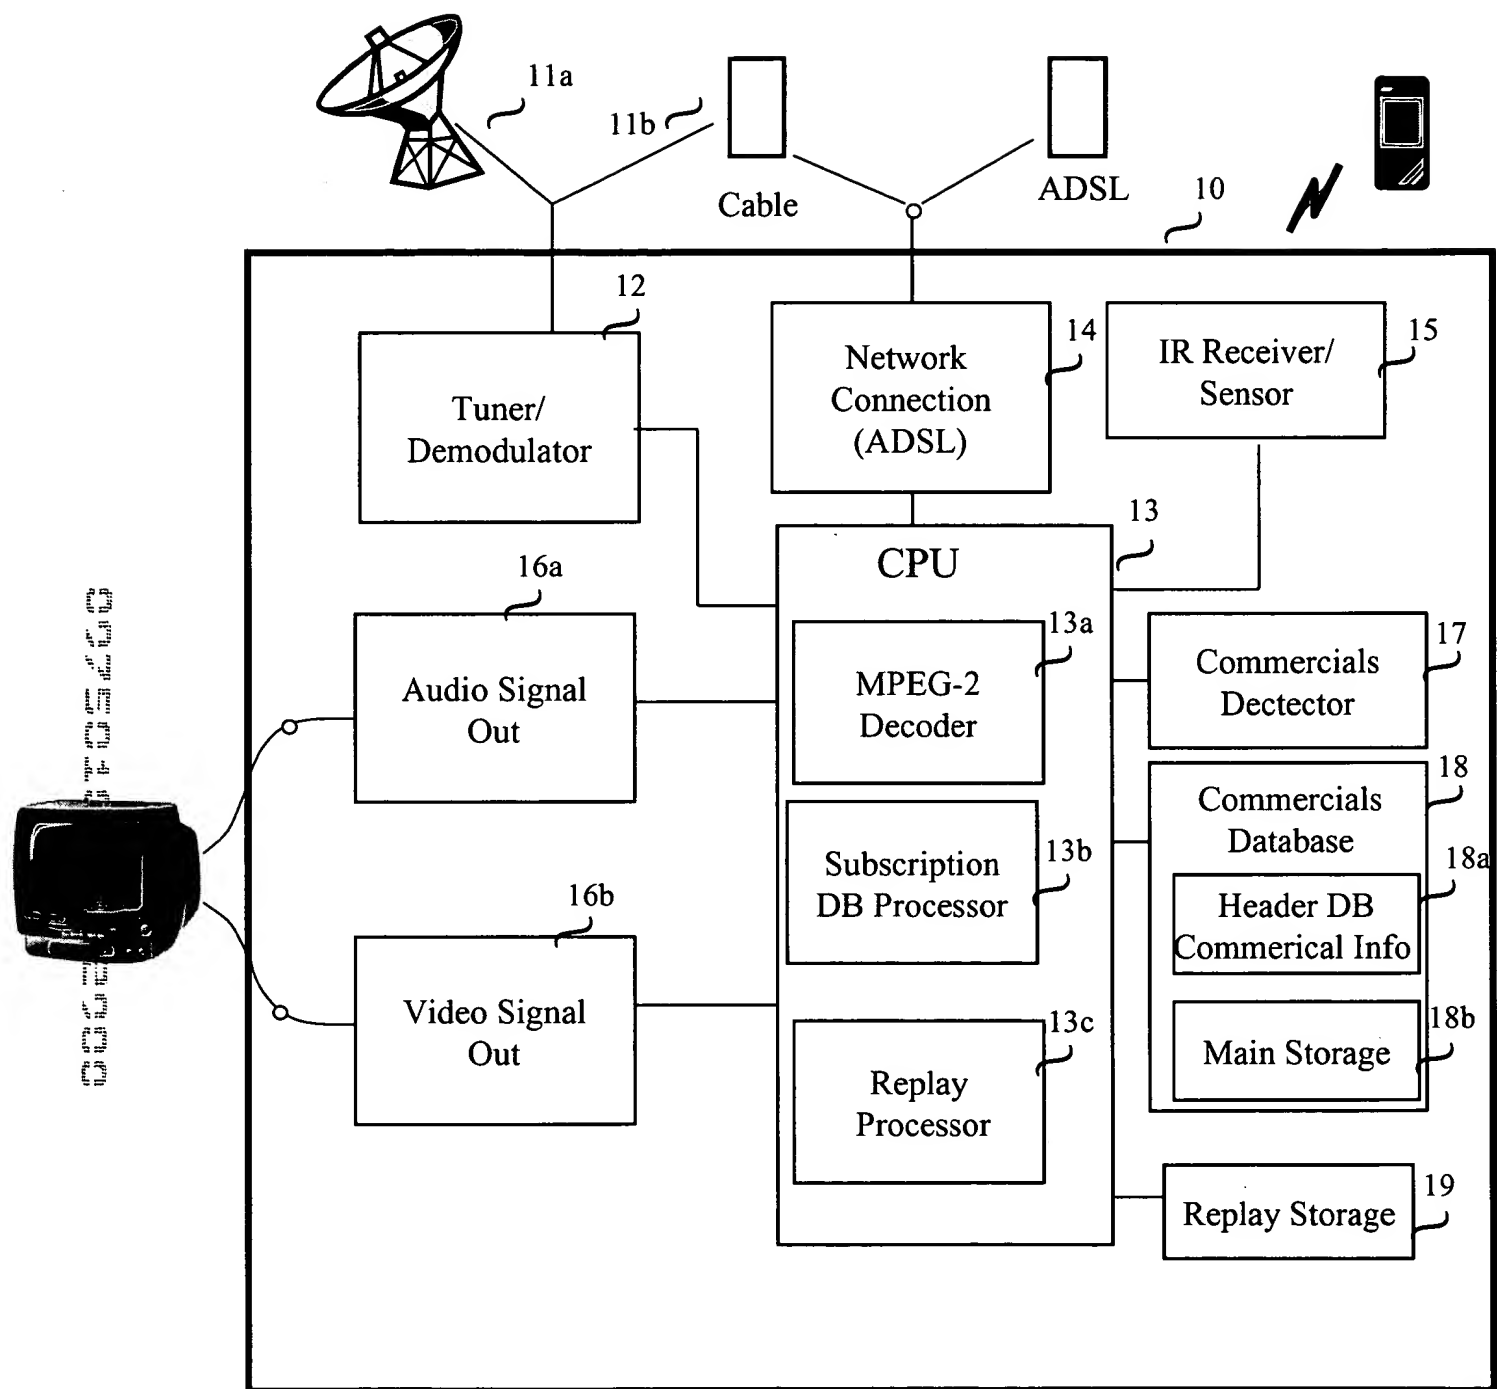 11a
11b
Cable
ADSL
10
12
Tuner/
Demodulator
Network
Connection
(ADSL)
14
IR Receiver/
Sensor
15
CPU
13
16a
Audio Signal
Out
13a
MPEG-2
Decoder
Commercials
Dectector
17
Subscription
DB Processor
13b
Commercials
Database
18
Header DB
Commerical Info
18a
16b
Video Signal
Out
Replay
Processor
13c
Main Storage
18b
Replay Storage
19